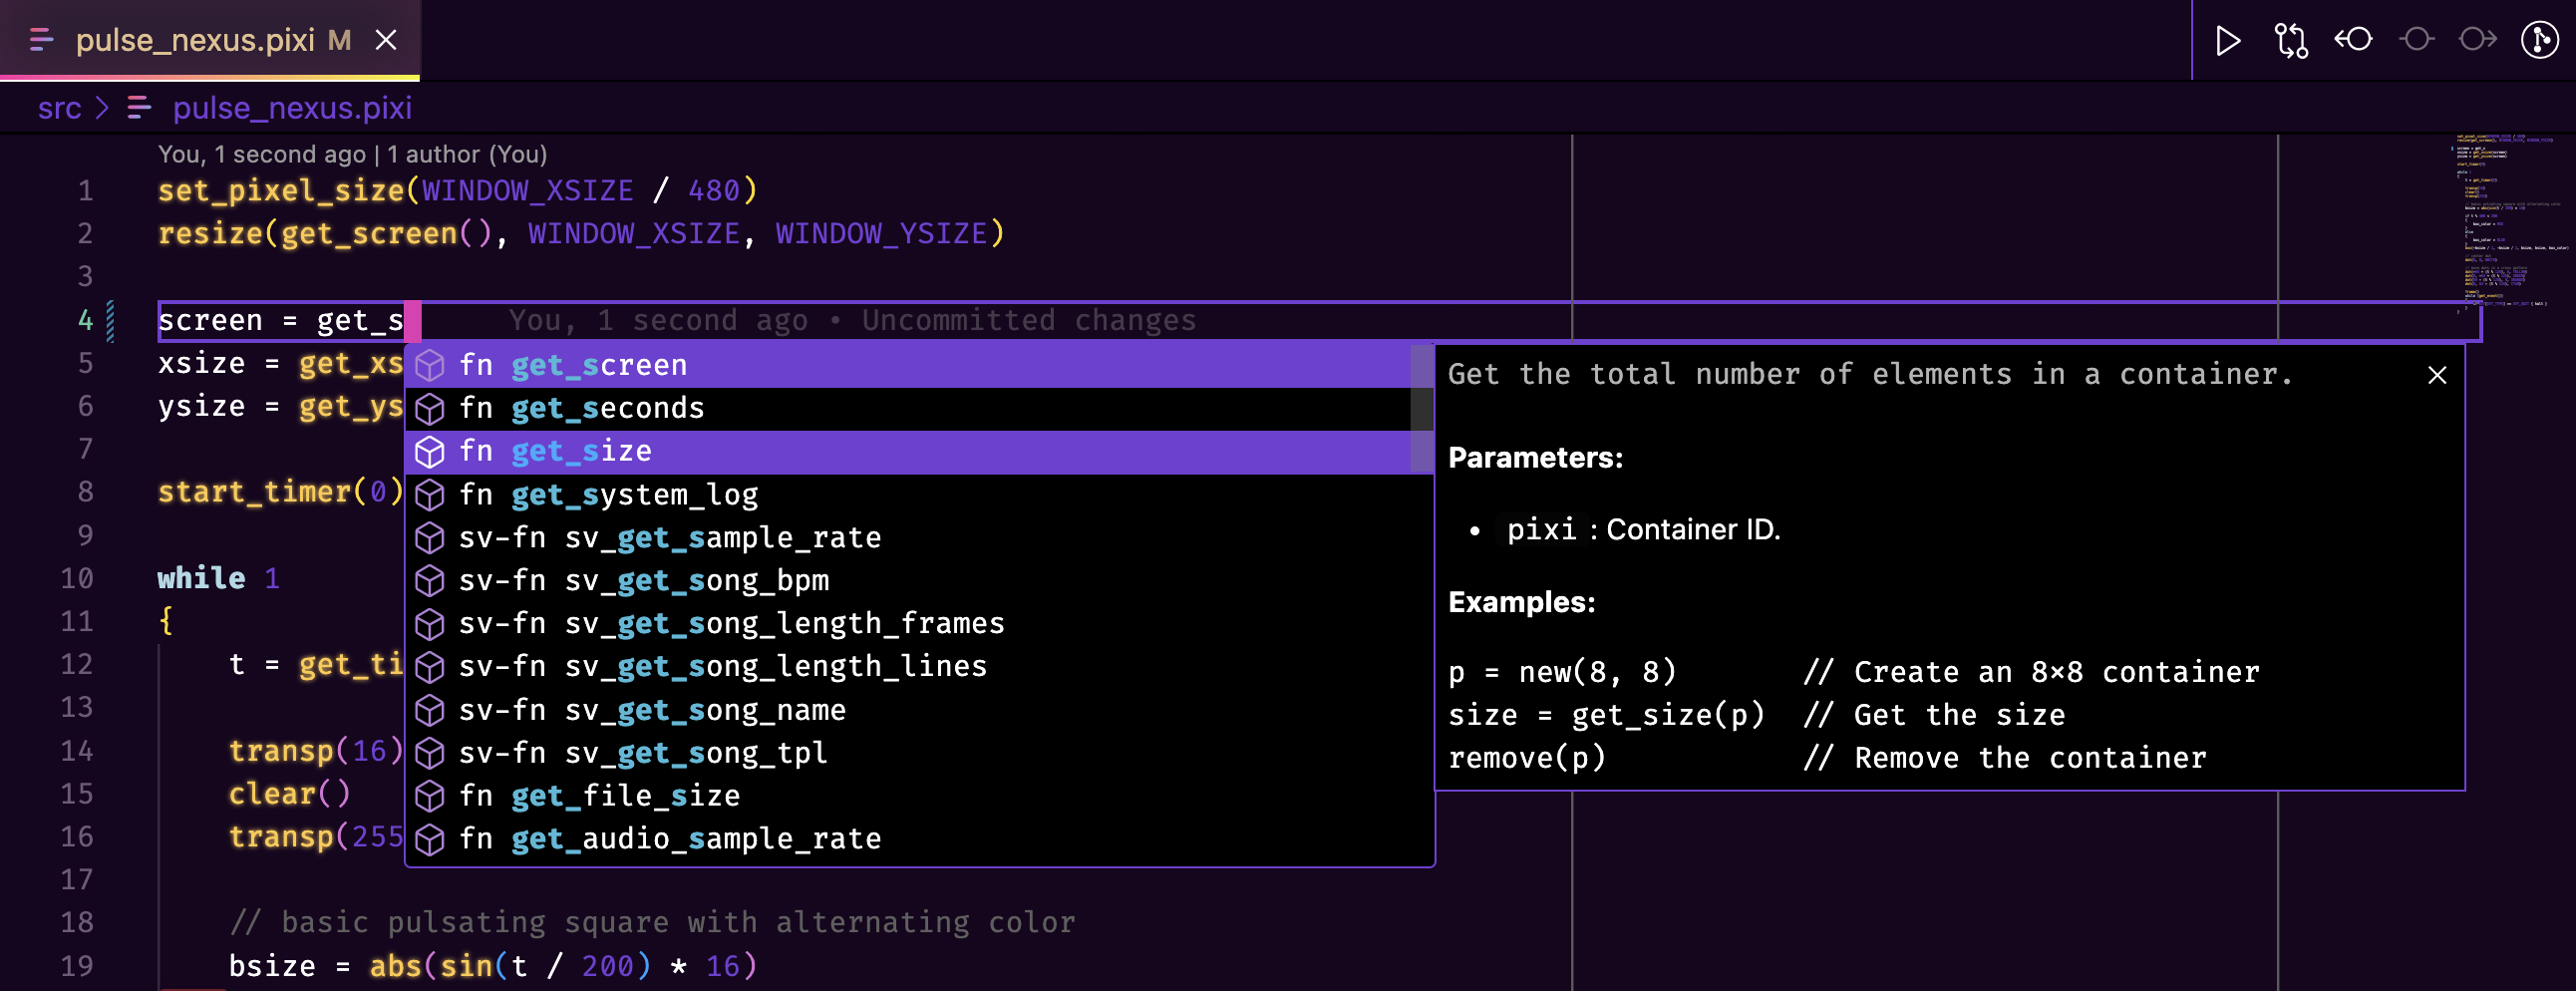 pulse_nexus.pixi M
src > pulse_nexus.pixi
You, 1 second ago | 1 author (You)
1 set_pixel_size(WINDOW_XSIZE / 480)
2 resize(get_screen(), WINDOW_XSIZE, WINDOW_YSIZE)
3
4 screen = get_s You, 1 second ago • Uncommitted changes
5 xsize = get_xs
6 ysize = get_ys
7
8 start_timer(0)
9
10 while 1
11 {
12 t = get_ti
13
14 transp(16)
15 clear()
16 transp(255
17
18 // basic pulsating square with alternating color
19 bsize = abs(sin(t / 200) * 16)
fn get_screen
fn get_seconds
fn get_size
fn get_system_log
sv-fn sv_get_sample_rate
sv-fn sv_get_song_bpm
sv-fn sv_get_song_length_frames
sv-fn sv_get_song_length_lines
sv-fn sv_get_song_name
sv-fn sv_get_song_tpl
fn get_file_size
fn get_audio_sample_rate
Get the total number of elements in a container.
Parameters:
• pixi : Container ID.
Examples:
p = new(8, 8) // Create an 8×8 container
size = get_size(p) // Get the size
remove(p) // Remove the container